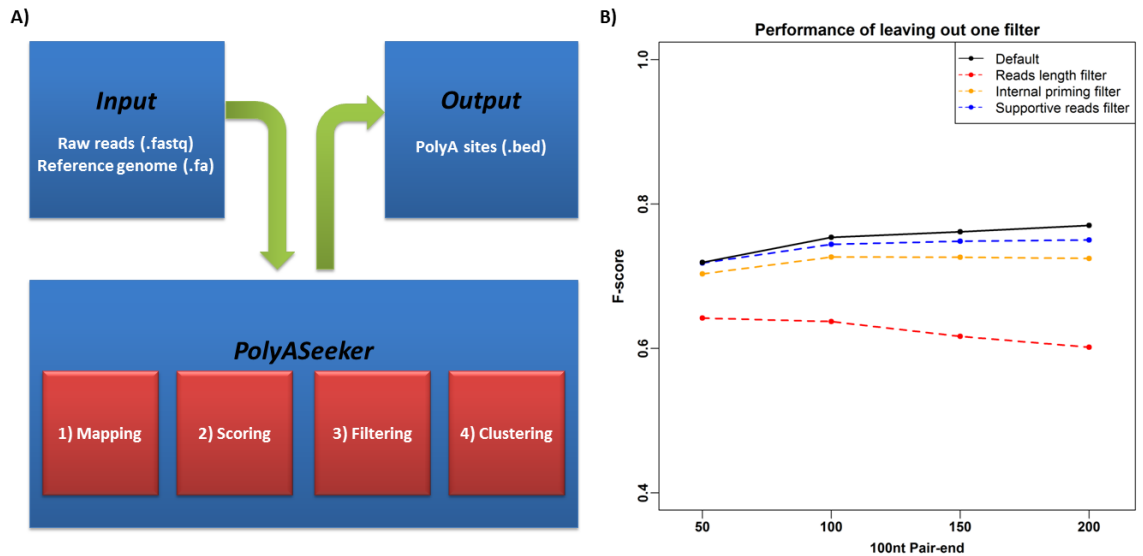 A)
Input
Raw reads (.fastq)
Reference genome (.fa)
Output
PolyA sites (.bed)
PolyASeeker
1) Mapping
2) Scoring
3) Filtering
4) Clustering
B)
Performance of leaving out one filter
Default
Reads length filter
Internal priming filter
Supportive reads filter
F-score
1.0
0.8
0.6
0.4
50
100
150
200
100nt Pair-end